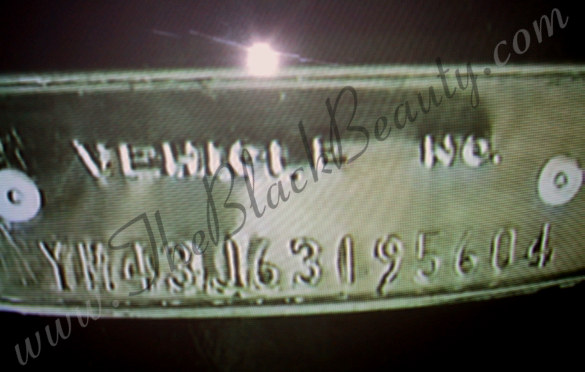 VEHICLE NO.
YM43J63195604
www.TheBlackBeauty.com